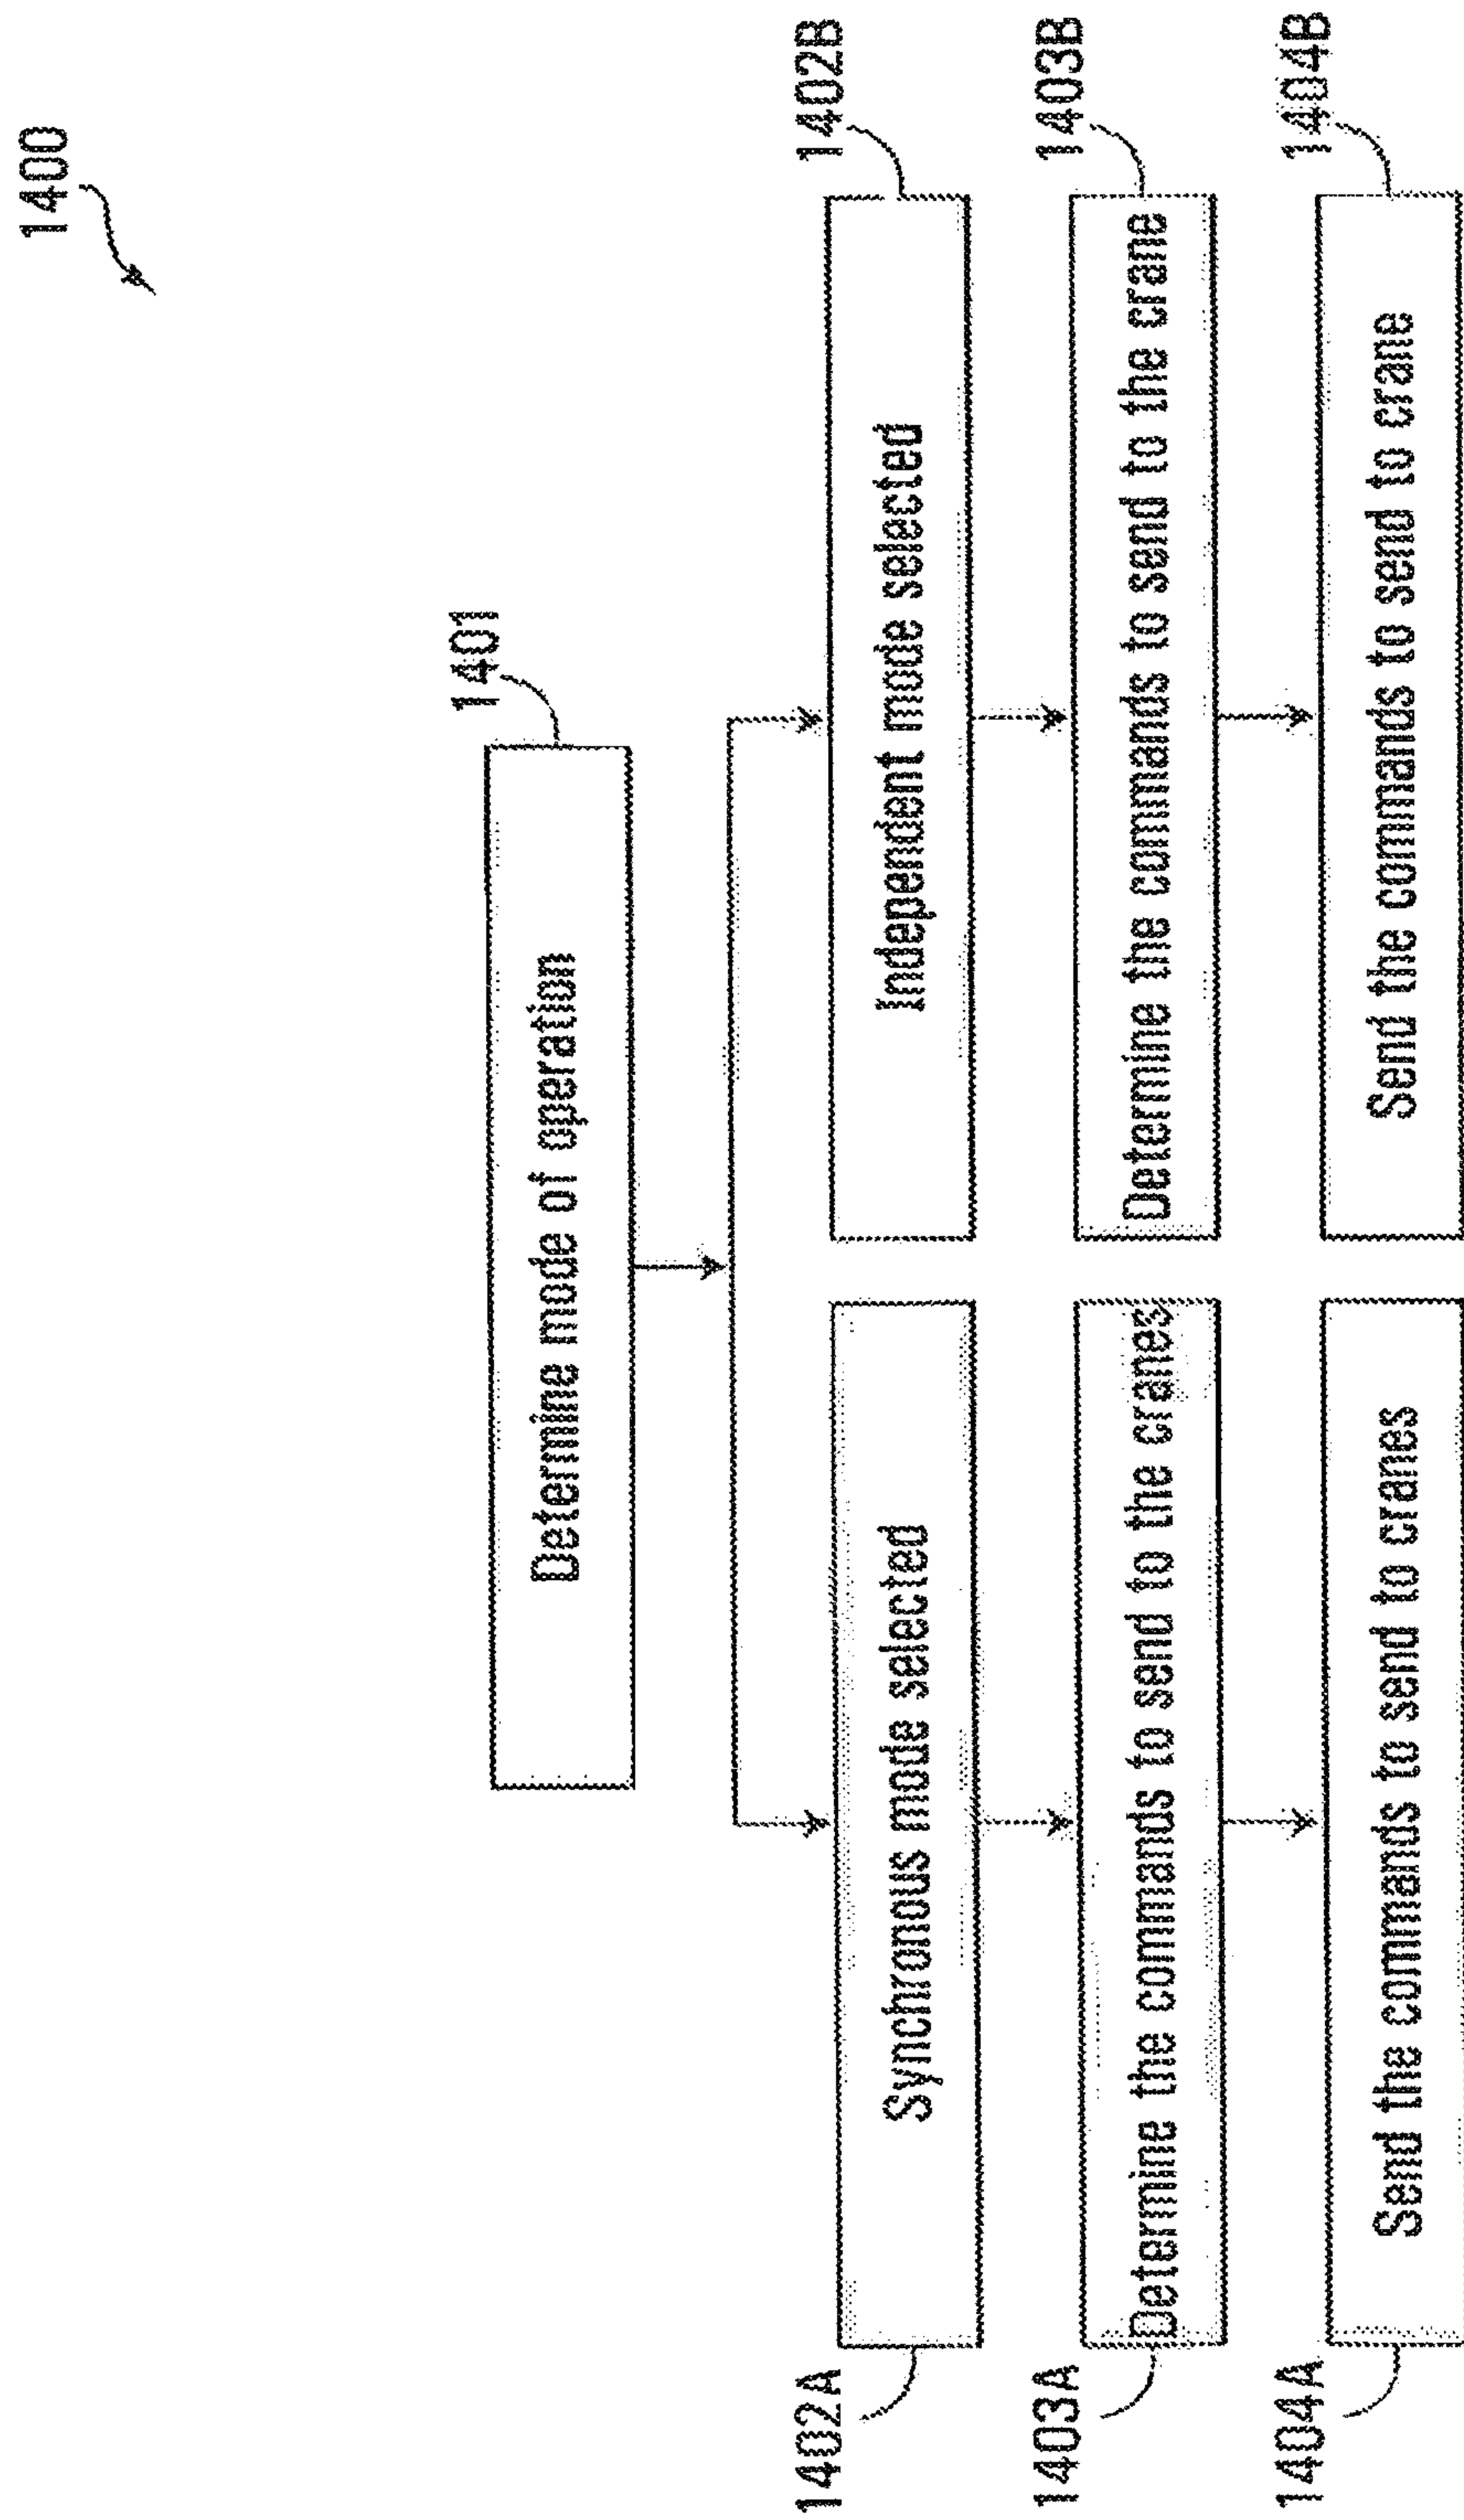 1400
1401
Determine mode of operation
1402A
Synchronous mode selected
Independent mode selected
1402B
1403A
Determine the commands to send to the cranes
Determine the commands to send to the crane
1403B
1404A
Send the commands to send to cranes
Send the commands to send to crane
1404B